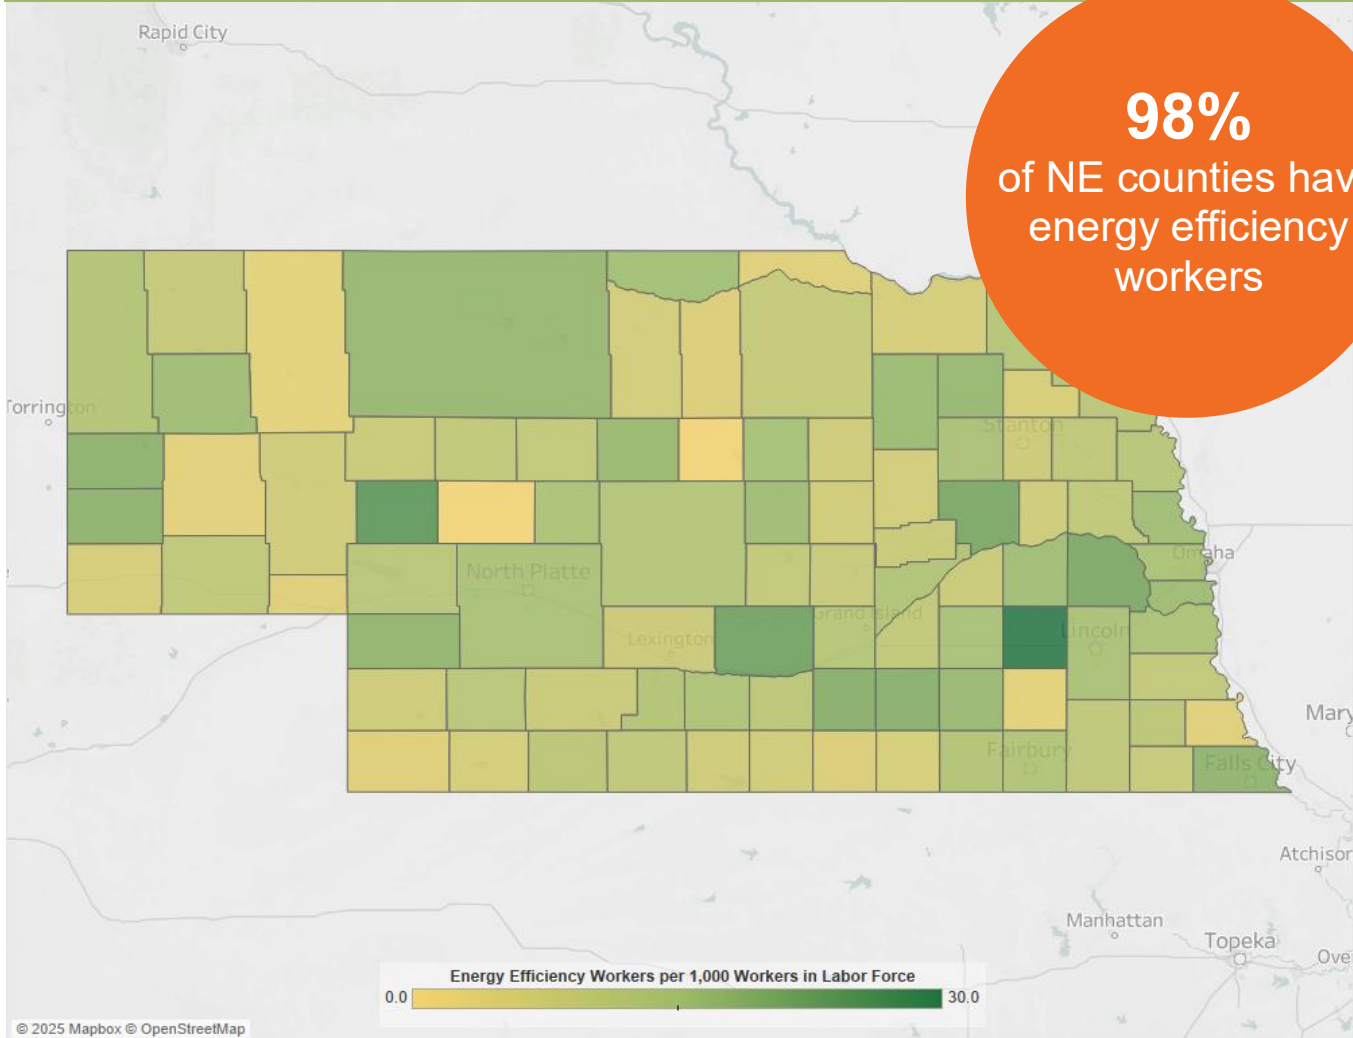 Rapid City
98%
of NE counties hav
energy efficiency
workers
Torrington
Stanton
Omaha
North Platte
Grand Island
Lexington
Lincoln
Mary
Fairbury
Falls City
Atchison
Manhattan
Topeka
Over
Energy Efficiency Workers per 1,000 Workers in Labor Force
0.0
30.0
© 2025 Mapbox © OpenStreetMap